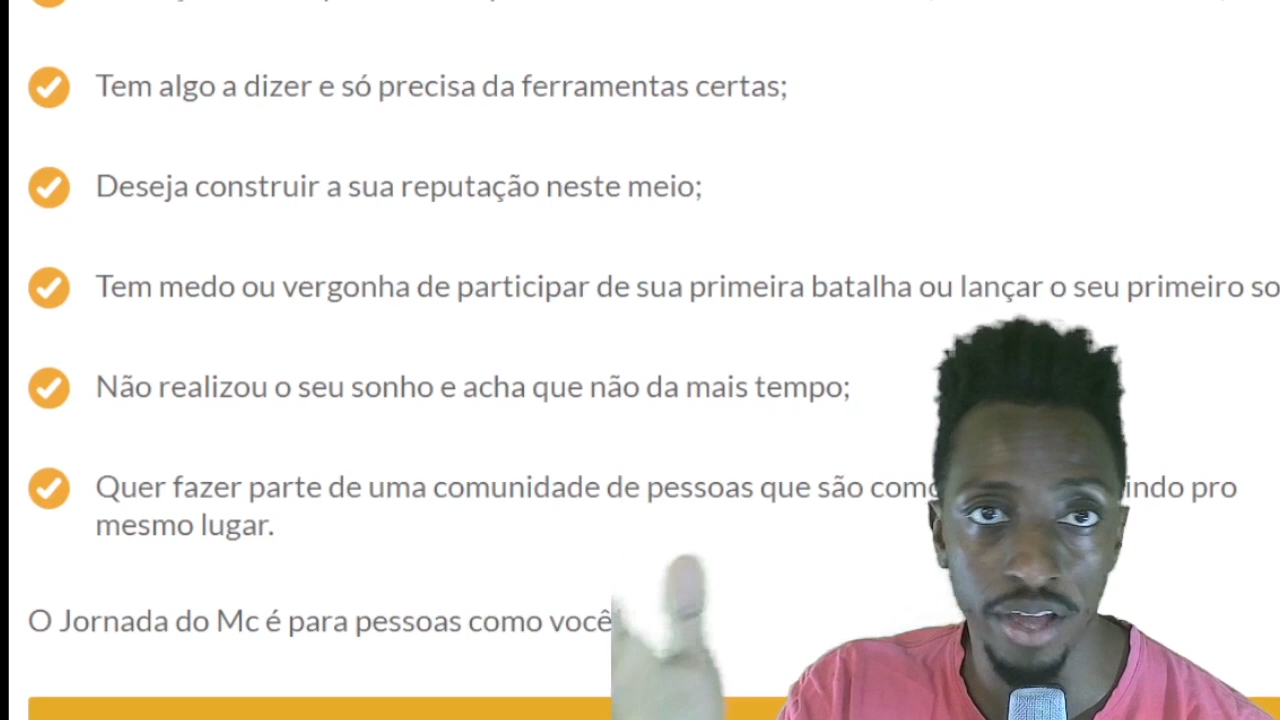 Tem algo a dizer e só precisa da ferramentas certas;
Deseja construir a sua reputação neste meio;
Tem medo ou vergonha de participar de sua primeira batalha ou lançar o seu primeiro so
Não realizou o seu sonho e acha que não da mais tempo;
Quer fazer parte de uma comunidade de pessoas que são como indo pro
mesmo lugar.
O Jornada do Mc é para pessoas como você